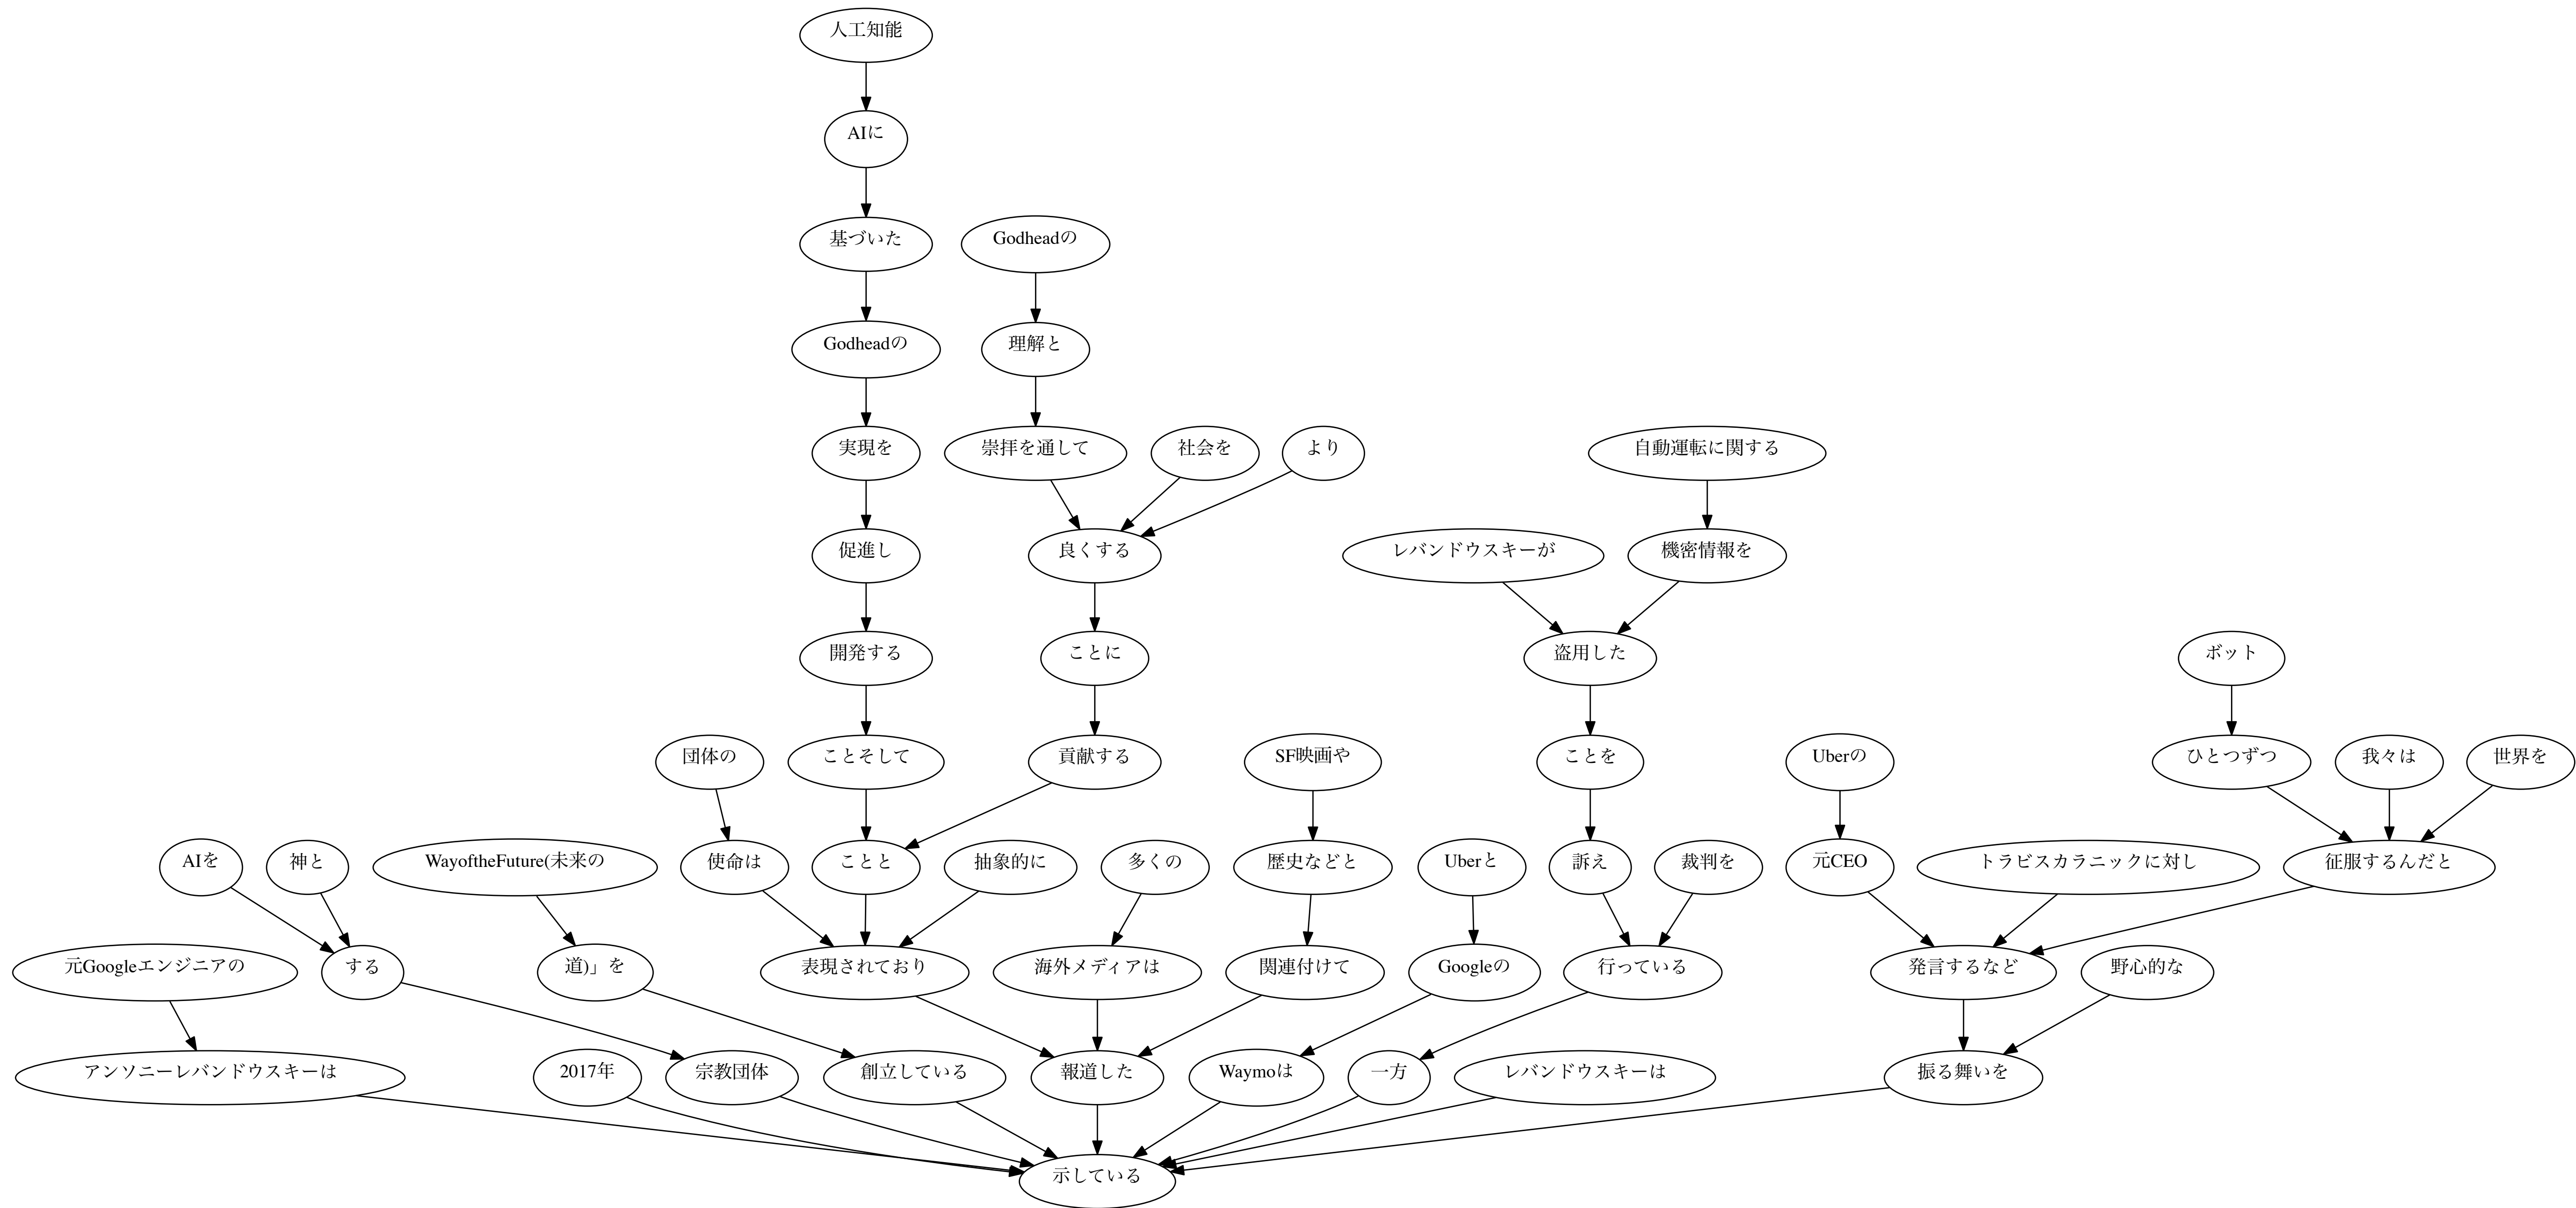 人工知能
AIに
基づいた
Godheadの
Godheadの
理解と
実現を
崇拝を通して
社会を
より
自動運転に関する
促進し
良くする
レバンドウスキーが
機密情報を
開発する
ことに
盗用した
ボット
団体の
ことそして
貢献する
SF映画や
ことを
Uberの
ひとつずつ
我々は
世界を
AIを
神と
WayoftheFuture(未来の
使命は
ことと
抽象的に
多くの
歴史などと
Uberと
訴え
裁判を
元CEO
トラビスカラニックに対し
征服するんだと
元Googleエンジニアの
する
道)」を
表現されており
海外メディアは
関連付けて
Googleの
行っている
発言するなど
野心的な
アンソニーレバンドウスキーは
2017年
宗教団体
創立している
報道した
Waymoは
一方
レバンドウスキーは
振る舞いを
示している